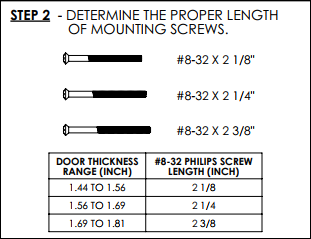 STEP 2 - DETERMINE THE PROPER LENGTH
OF MOUNTING SCREWS.
#8-32 X 2 1/8"
#8-32 X 2 1/4"
#8-32 X 2 3/8"
DOOR THICKNESS RANGE (INCH) #8-32 PHILIPS SCREW LENGTH (INCH)
1.44 TO 1.56 2 1/8
1.56 TO 1.69 2 1/4
1.69 TO 1.81 2 3/8